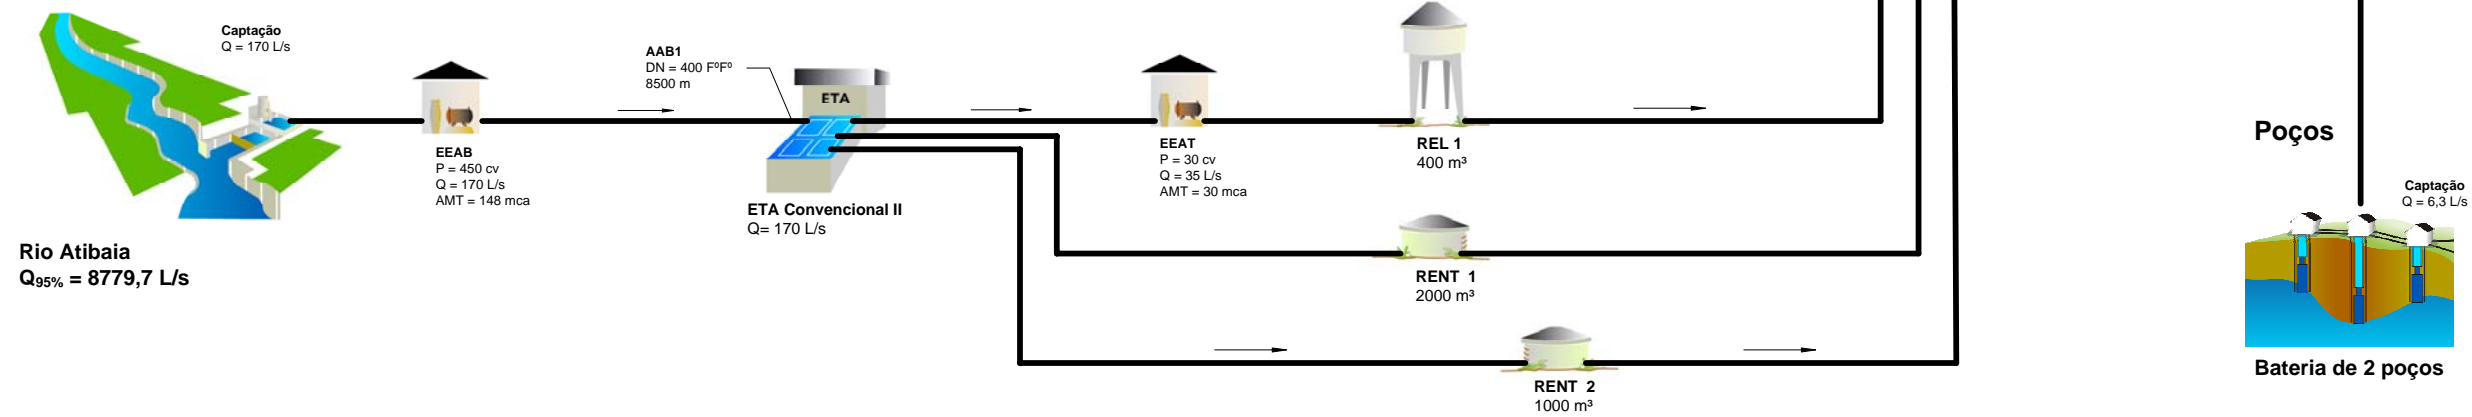 Captação
Q = 170 L/s
AAB1
DN = 400 FºFº
8500 m
ETA
EEAB
P = 450 cv
Q = 170 L/s
AMT = 148 mca
ETA Convencional II
Q= 170 L/s
EEAT
P = 30 cv
Q = 35 L/s
AMT = 30 mca
REL 1
400 m³
RENT 1
2000 m³
RENT 2
1000 m³
Rio Atibaia
Q95% = 8779,7 L/s
Poços
Captação
Q = 6,3 L/s
Bateria de 2 poços